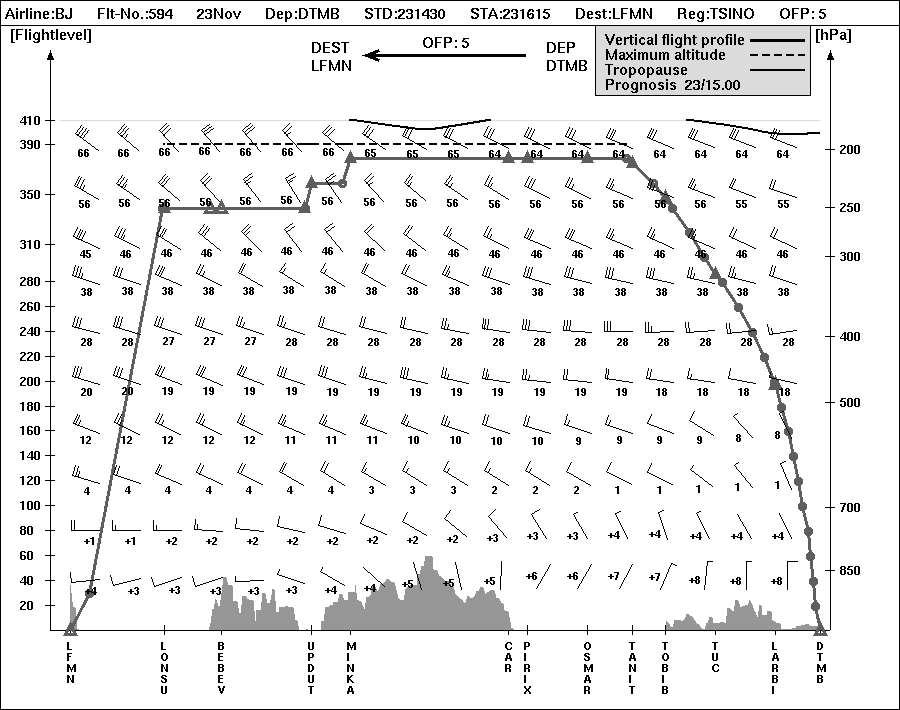 Airline:BJ Flt-No.:594 23Nov Dep:DTMB STD:231430 STA:231615 Dest:LFMN Reg:TSINO OFP: 5
[Flightlevel] [hPa]
DEST OFP: 5 DEP
LFMN DTMB
Vertical flight profile
Maximum altitude
Tropopause
Prognosis 23/15.00
410
390 66 66 66 66 66 66 66 65 65 65 64 64 64 64 64 64 64 64 200
350 56 56 56 56 56 56 56 56 56 56 56 56 56 56 56 56 55 55 250
310 45 46 46 46 46 46 46 46 46 46 46 46 46 46 46 46 46 46 300
280 38 38 38 38 38 38 38 38 38 38 38 38 38 38 38 38 38 38
260
240 28 28 27 27 27 28 28 28 28 28 28 28 28 28 28 28 28 28 400
220
200 20 20 19 19 19 19 19 19 19 19 19 19 19 19 18 18 18 18
180 500
160 12 12 12 12 12 11 11 11 10 10 10 10 9 9 9 9 8 8
140
120 4 4 4 4 4 4 4 3 3 3 2 2 2 1 1 1 1 1
100 700
80 +1 +1 +2 +2 +2 +2 +2 +2 +2 +2 +3 +3 +3 +4 +4 +4 +4 +4
60 850
40 +4 +3 +3 +3 +3 +3 +4 +4 +5 +5 +5 +6 +6 +7 +7 +8 +8 +8
20
LFMN LONSU BEBEV UPDUT MINKA CAR PIRIX OSMAR TANIT TOBIB TUC LARBI DTMB